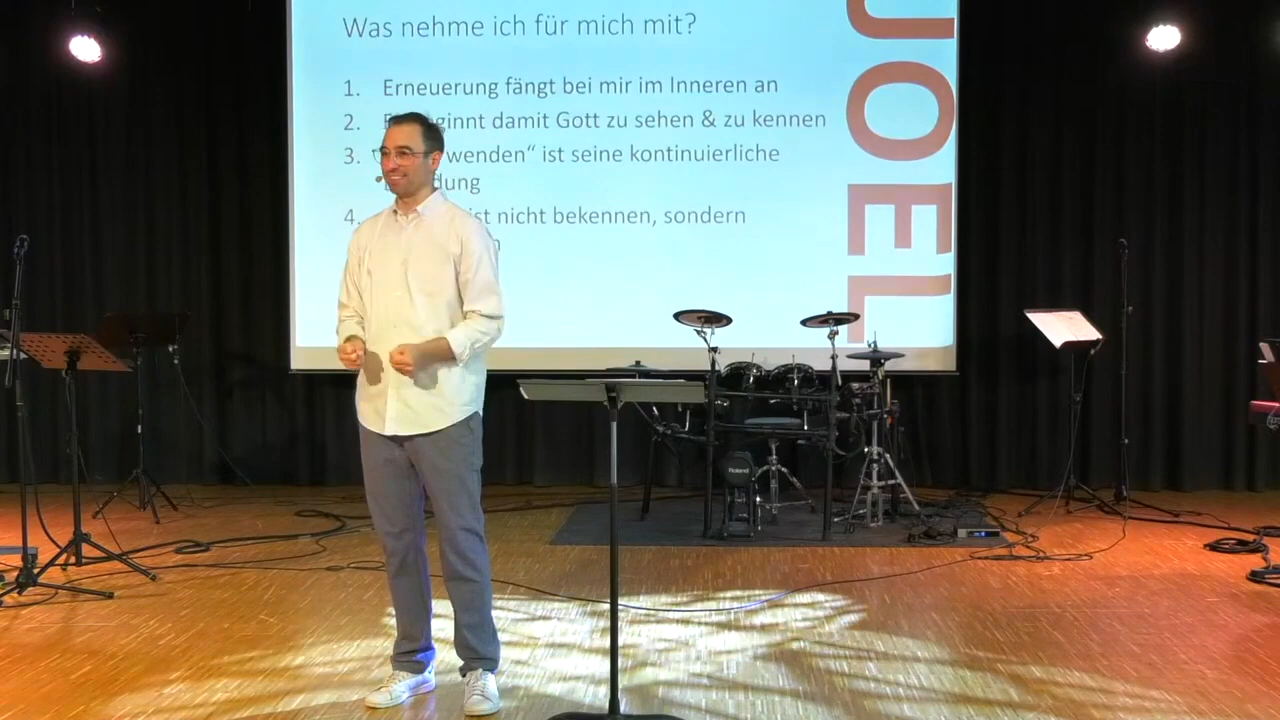 Was nehme ich für mich mit?
1. Erneuerung fängt bei mir im Inneren an
2. damit Gott zu sehen & zu kennen
3. wenden“ ist seine kontinuierliche
4. ist nicht bekennen, sondern
JOEL
Roland